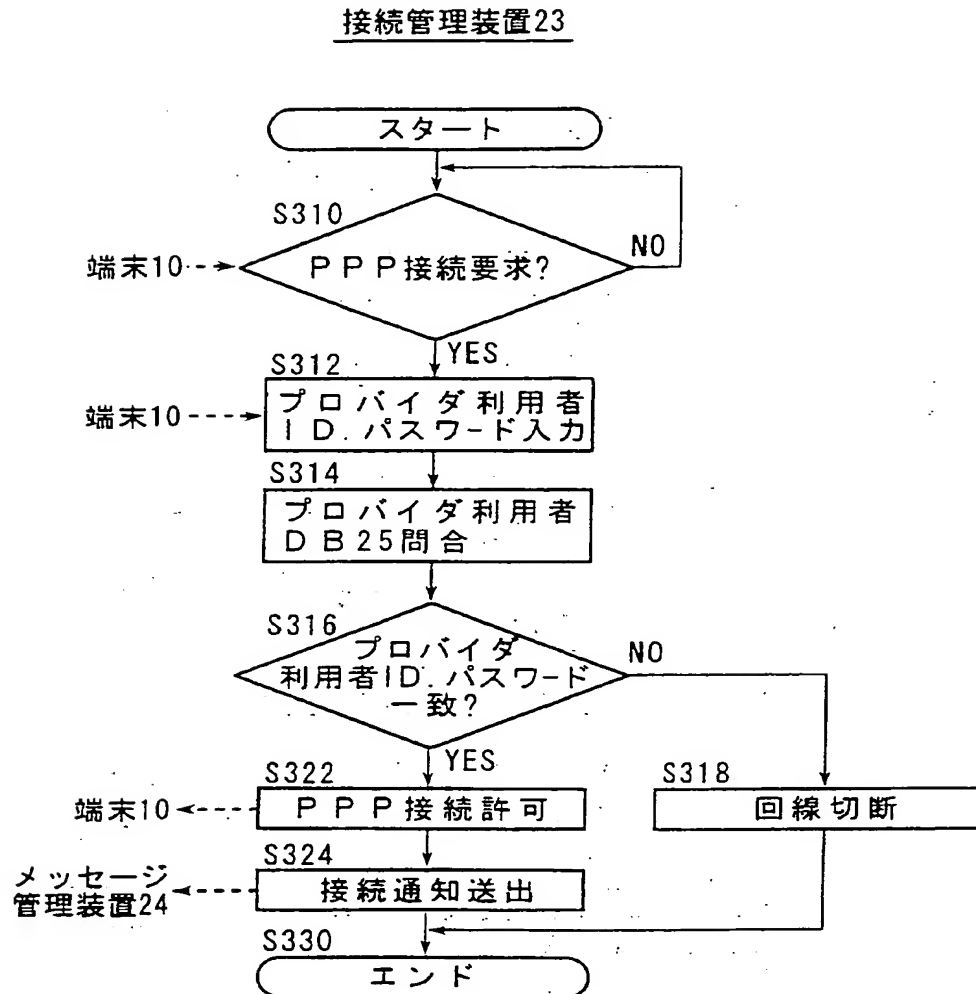 接続管理装置23
スタート
S310
NO
端末10
PPP接続要求?
YES
S312
端末10
プロバイダ利用者
ID.パスワード入力
S314
プロバイダ利用者
DB25問合
S316
プロバイダ
利用者ID.パスワード
一致?
NO
YES
S322
S318
端末10
PPP接続許可
回線切断
S324
メッセージ
管理装置24
接続通知送出
S330
エンド